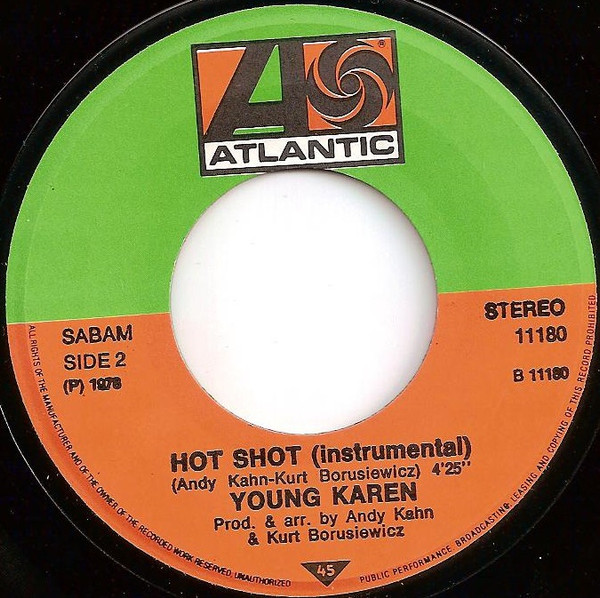 ATLANTIC
SABAM
SIDE 2
(P) 1978
STEREO
11180
B 11180
HOT SHOT (instrumental)
(Andy Kahn-Kurt Borusiewicz) 4'25"
YOUNG KAREN
Prod. & arr. by Andy Kahn
& Kurt Borusiewicz
45
ALL RIGHTS OF THE MANUFACTURER AND OF THE OWNER OF THE RECORDED WORK RESERVED. UNAUTHORIZED
PUBLIC PERFORMANCE BROADCASTING, LEASING AND COPYING OF THIS RECORD PROHIBITED.